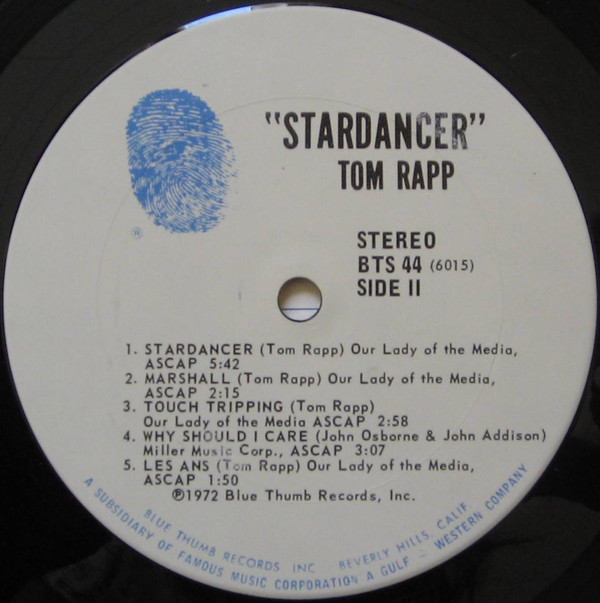 "STARDANCER"
TOM RAPP
STEREO
BTS 44 (6015)
SIDE II
®
1. STARDANCER (Tom Rapp) Our Lady of the Media,
ASCAP 5:42
2. MARSHALL (Tom Rapp) Our Lady of the Media,
ASCAP 2:15
3. TOUCH TRIPPING (Tom Rapp)
Our Lady of the Media ASCAP 2:58
4. WHY SHOULD I CARE (John Osborne & John Addison)
Miller Music Corp., ASCAP 3:07
5. LES ANS (Tom Rapp) Our Lady of the Media,
ASCAP 1:50
℗1972 Blue Thumb Records, Inc.
BLUE THUMB RECORDS INC BEVERLY HILLS, CALIF
A SUBSIDIARY OF FAMOUS MUSIC CORPORATION A GULF - WESTERN COMPANY